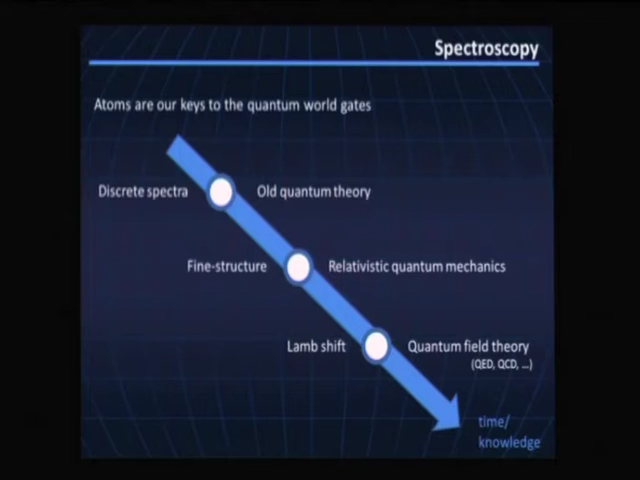 Spectroscopy
Atoms are our keys to the quantum world gates
Discrete spectra
Old quantum theory
Fine-structure
Relativistic quantum mechanics
Lamb shift
Quantum field theory
(QED, QCD, ...)
time/
knowledge